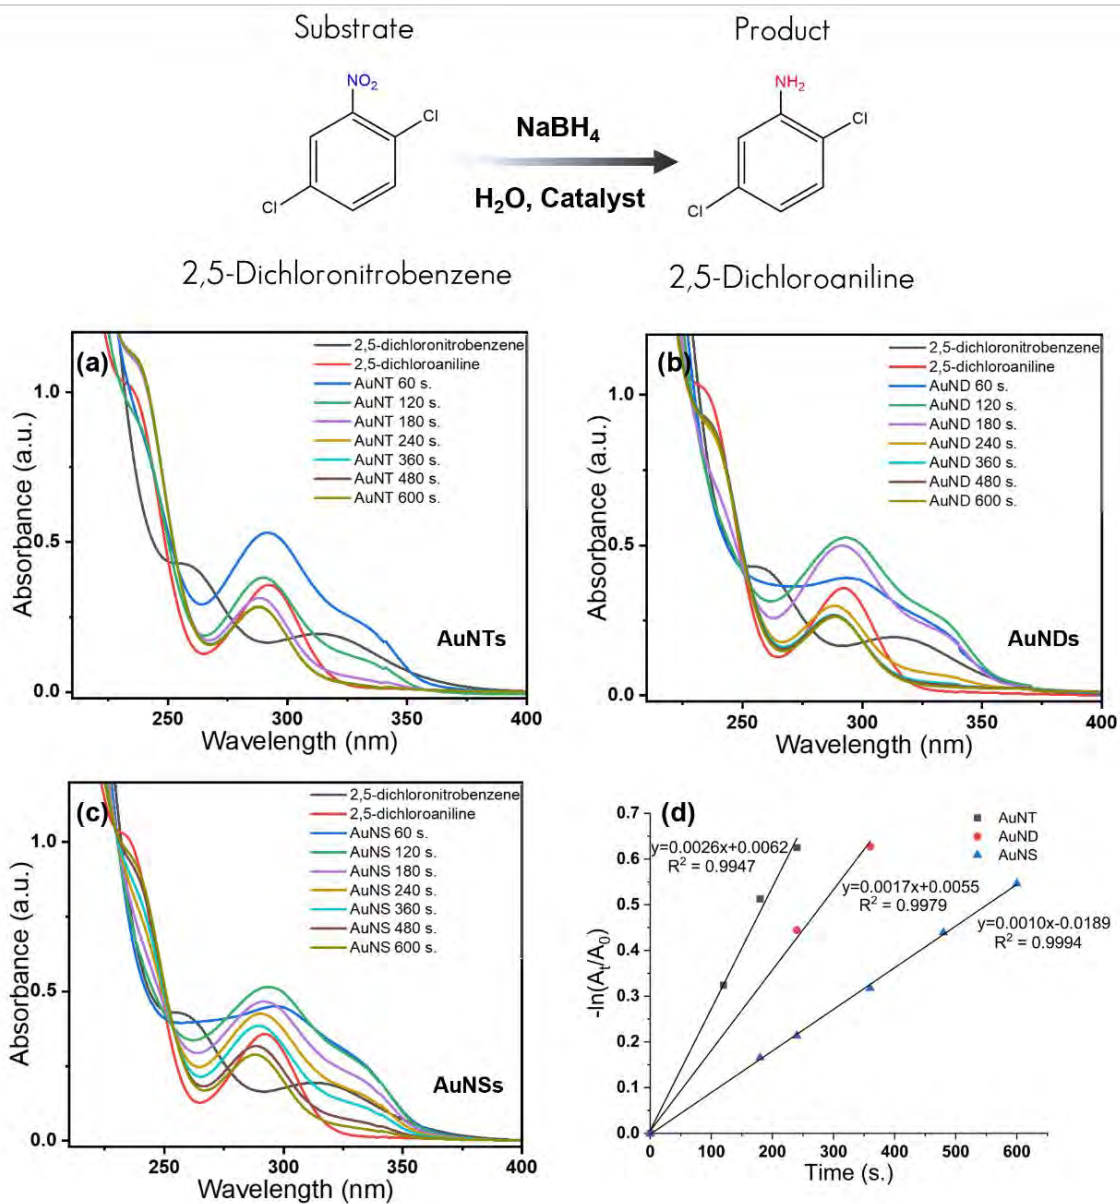 Substrate
Product
NO2
Cl
Cl
NaBH4
H2O, Catalyst
NH2
Cl
Cl
2,5-Dichloronitrobenzene
2,5-Dichloroaniline
(a)
2,5-dichloronitrobenzene
2,5-dichloroaniline
AuNT 60 s.
AuNT 120 s.
AuNT 180 s.
AuNT 240 s.
AuNT 360 s.
AuNT 480 s.
AuNT 600 s.
AuNTs
1.0
0.5
0.0
Absorbance (a.u.)
250
300
350
400
Wavelength (nm)
(b)
2,5-dichloronitrobenzene
2,5-dichloroaniline
AuND 60 s.
AuND 120 s.
AuND 180 s.
AuND 240 s.
AuND 360 s.
AuND 480 s.
AuND 600 s.
AuNDs
1.0
0.5
0.0
Absorbance (a.u.)
250
300
350
400
Wavelength (nm)
(c)
2,5-dichloronitrobenzene
2,5-dichloroaniline
AuNS 60 s.
AuNS 120 s.
AuNS 180 s.
AuNS 240 s.
AuNS 360 s.
AuNS 480 s.
AuNS 600 s.
AuNSs
1.0
0.5
0.0
Absorbance (a.u.)
250
300
350
400
Wavelength (nm)
(d)
AuNT
AuND
AuNS
y=0.0026x+0.0062
R2 = 0.9947
y=0.0017x+0.0055
R2 = 0.9979
y=0.0010x-0.0189
R2 = 0.9994
0.7
0.6
0.5
0.4
0.3
0.2
0.1
0.0
-ln(At/A0)
0
100
200
300
400
500
600
Time (s.)